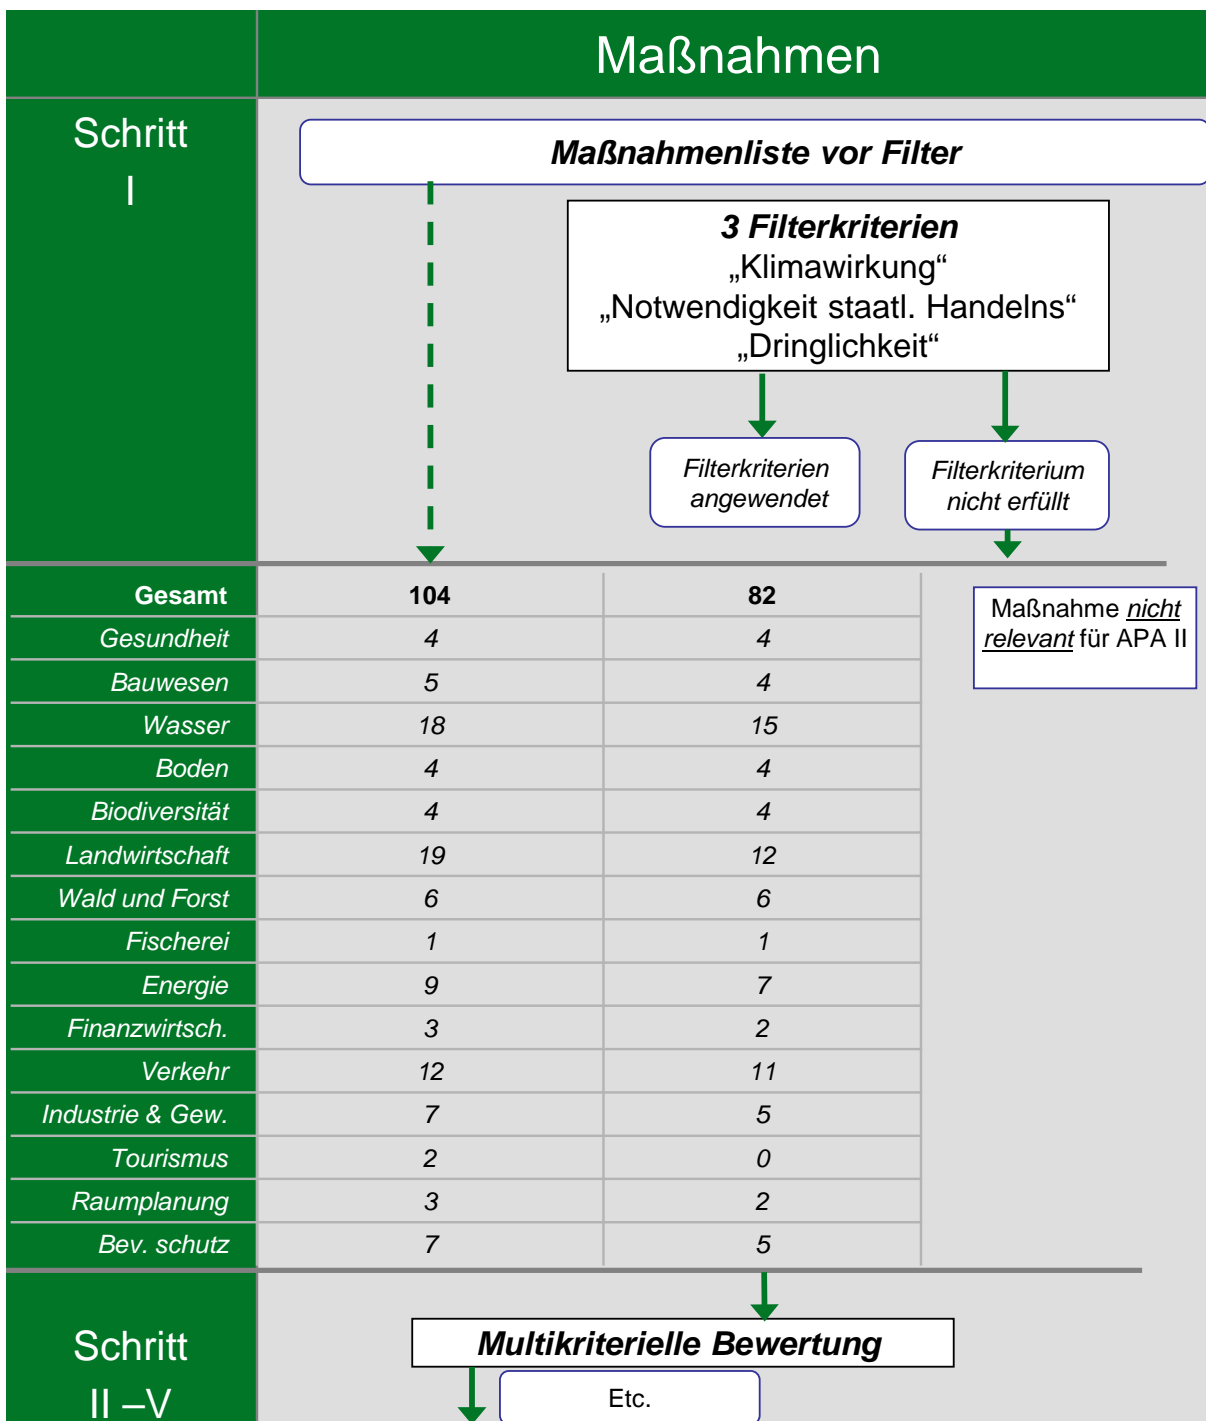 Maßnahmen
Schritt
I
Maßnahmenliste vor Filter
3 Filterkriterien
„Klimawirkung“
„Notwendigkeit staatl. Handelns“
„Dringlichkeit“
Filterkriterien
angewendet
Filterkriterium
nicht erfüllt
Gesamt 104 82
Maßnahme nicht
relevant für APA II
Gesundheit 4 4
Bauwesen 5 4
Wasser 18 15
Boden 4 4
Biodiversität 4 4
Landwirtschaft 19 12
Wald und Forst 6 6
Fischerei 1 1
Energie 9 7
Finanzwirtsch. 3 2
Verkehr 12 11
Industrie & Gew. 7 5
Tourismus 2 0
Raumplanung 3 2
Bev. schutz 7 5
Schritt
II –V
Multikriterielle Bewertung
Etc.